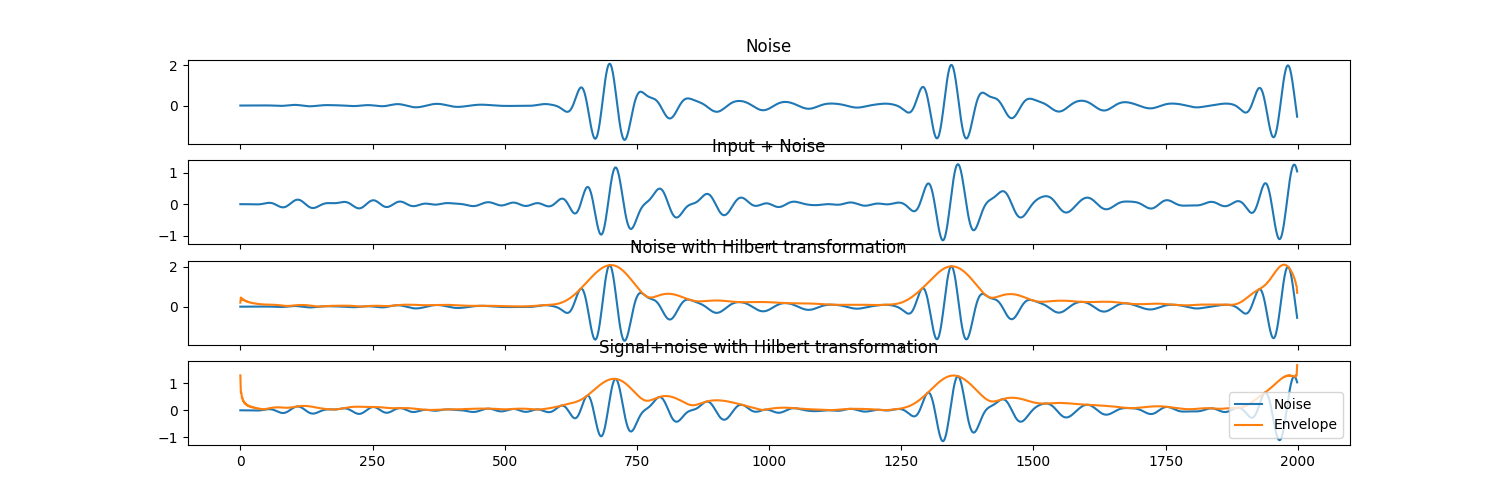 Noise
2
0
Input + Noise
1
0
−1
Noise with Hilbert transformation
2
0
Signal+noise with Hilbert transformation
1
0
−1
Noise
Envelope
0 250 500 750 1000 1250 1500 1750 2000